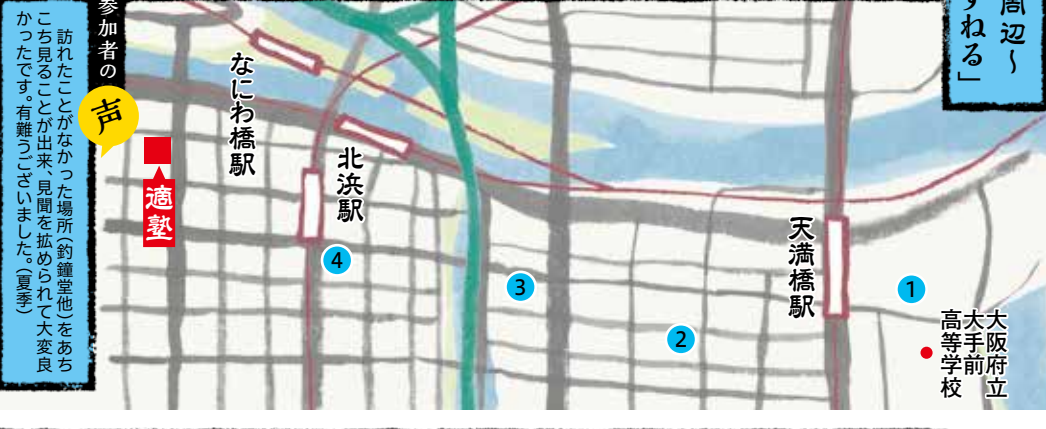 周辺〜
すねる」
参加者の
声
訪れたことがなかった場所(釣鐘堂他)をあち
こち見ることが出来、見聞を拡められて大変良
かったです。有難うございました。(夏季)
適塾
なにわ橋駅
北浜駅
天満橋駅
大阪府立
大手前
高等学校
1
2
3
4